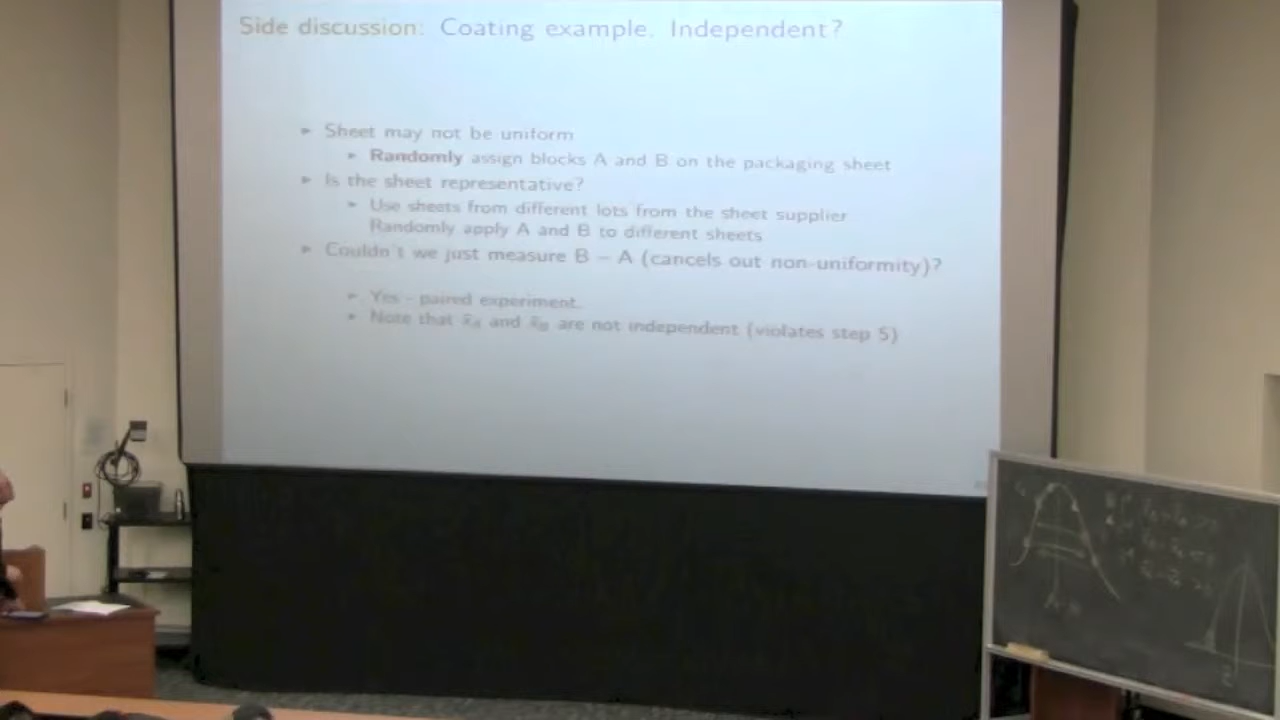 Side discussion: Coating example. Independent?
► Sheet may not be uniform
► Randomly assign blocks A and B on the packaging sheet
► Is the sheet representative?
► Use sheets from different lots from the sheet supplier
Randomly apply A and B to different sheets
► Couldn't we just measure B – A (cancels out non-uniformity)?
► Yes - paired experiment.
► Note that x̄A and x̄B are not independent (violates step 5)